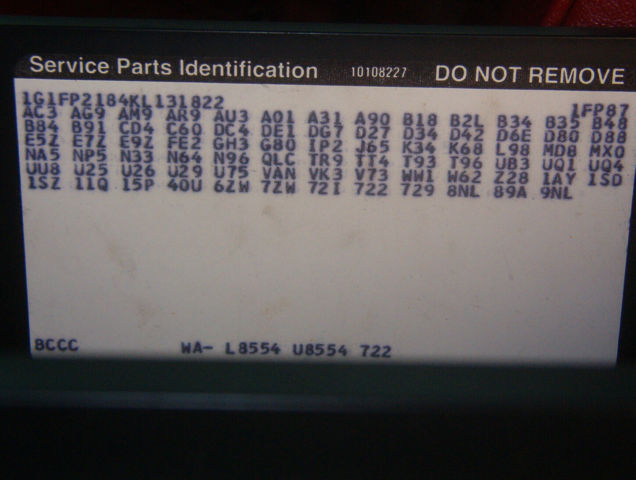 Service Parts Identification 10108227 DO NOT REMOVE
1G1FP2184KL131822 1FP87
AC3 AG9 AM9 AR9 AU3 A01 A31 A90 B18 B2L B34 B35 B48
B84 B91 CD4 C60 DC4 DE1 DG7 D27 D34 D42 D6E D80 D88
E5Z E7Z E9Z FE2 GH3 G80 IP2 J65 K34 K68 L98 MD8 MX0
NA5 NP5 N33 N64 N96 QLC TR9 TT4 T93 T96 UB3 UQ1 UQ4
UU8 U25 U26 U29 U75 VAN VK3 V73 WW1 W62 Z28 1AY 1SD
1SZ 11Q 15P 40U 6ZW 7ZW 72I 722 729 8NL 89A 9NL
BCCC WA- L8554 U8554 722